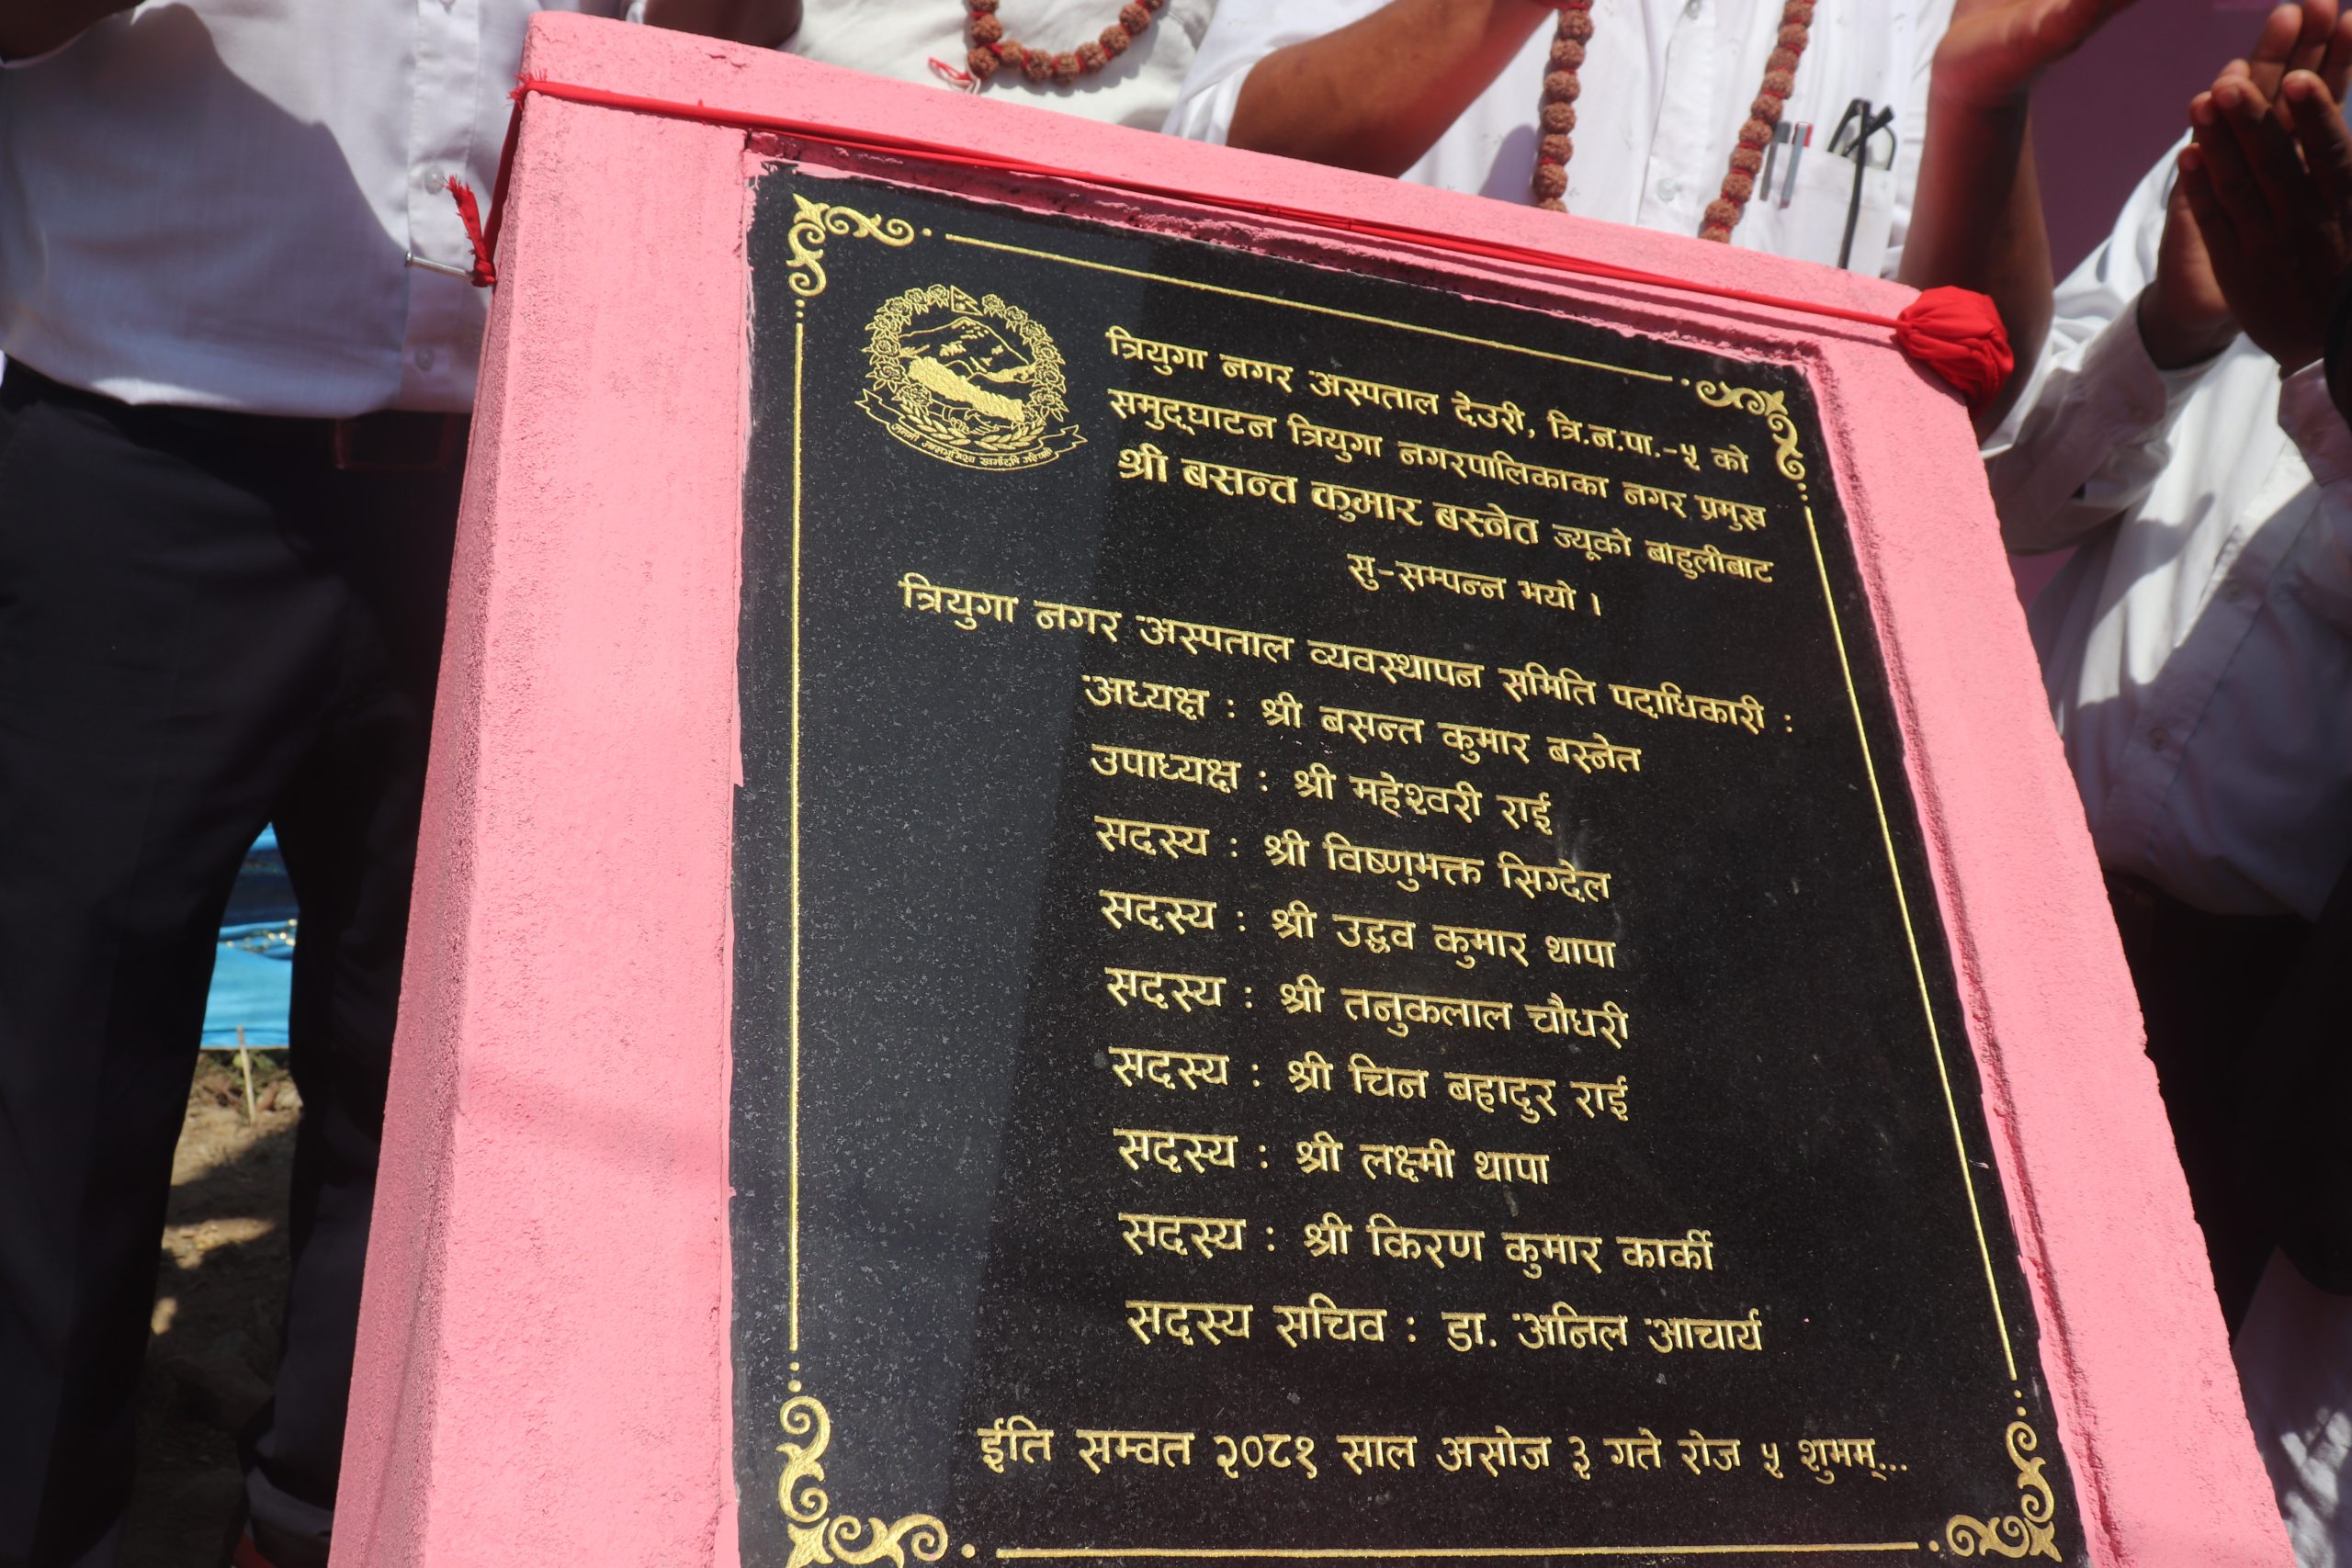 त्रियुगा नगर अस्पताल देउरी, त्रि.न.पा.-५ को
समुद्‌घाटन त्रियुगा नगरपालिकाका नगर प्रमुख
श्री बसन्त कुमार बस्नेत ज्यूको बाहुलीबाट
सु-सम्पन्न भयो ।
त्रियुगा नगर अस्पताल व्यवस्थापन समिति पदाधिकारी :
अध्यक्ष : श्री बसन्त कुमार बस्नेत
उपाध्यक्ष : श्री महेश्वरी राई
सदस्य : श्री विष्णुभक्त सिग्देल
सदस्य : श्री उद्धव कुमार थापा
सदस्य : श्री तनुकलाल चौधरी
सदस्य : श्री चिन बहादुर राई
सदस्य : श्री लक्ष्मी थापा
सदस्य : श्री किरण कुमार कार्की
सदस्य सचिव : डा. अनिल आचार्य
ईति सम्वत २०८१ साल असोज ३ गते रोज ५ शुभम्...